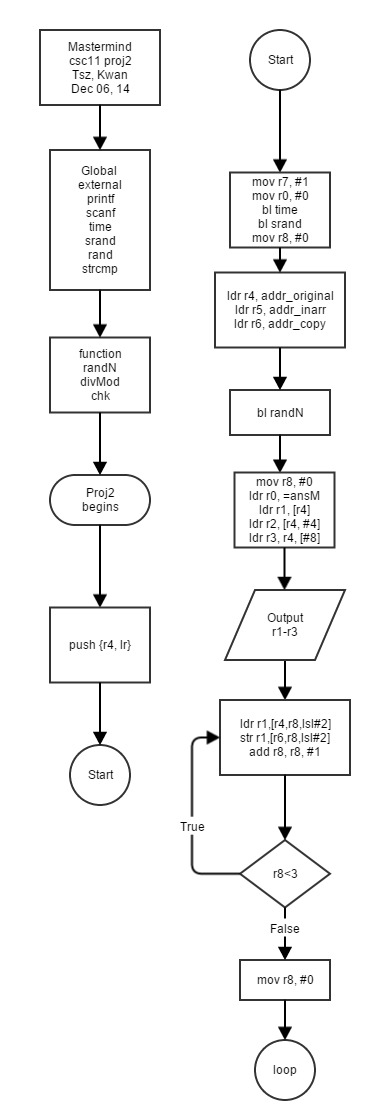 Mastermind
csc11 proj2
Tsz, Kwan
Dec 06, 14
Global
external
printf
scanf
time
srand
rand
strcmp
function
randN
divMod
chk
Proj2
begins
push {r4, lr}
Start
Start
mov r7, #1
mov r0, #0
bl time
bl srand
mov r8, #0
ldr r4, addr_original
ldr r5, addr_inarr
ldr r6, addr_copy
bl randN
mov r8, #0
ldr r0, =ansM
ldr r1, [r4]
ldr r2, [r4, #4]
ldr r3, r4, [#8]
Output
r1-r3
ldr r1,[r4,r8,lsl#2]
str r1,[r6,r8,lsl#2]
add r8, r8, #1
True
r8<3
False
mov r8, #0
loop